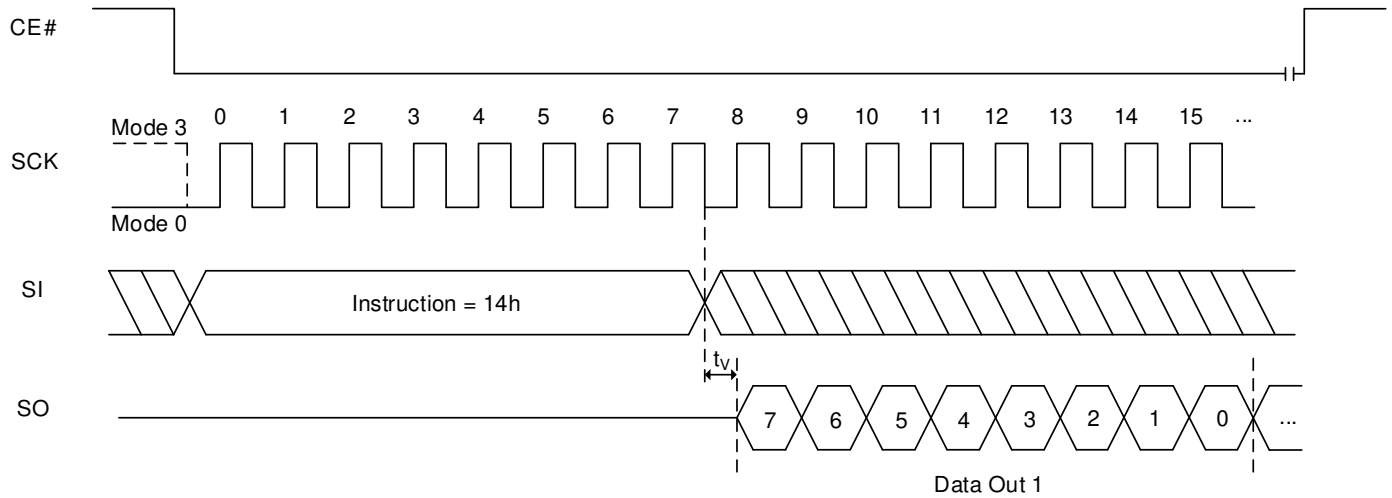 CE#
Mode 3
0 1 2 3 4 5 6 7 8 9 10 11 12 13 14 15 ...
SCK
Mode 0
SI
Instruction = 14h
tV
SO
7 6 5 4 3 2 1 0 ...
Data Out 1